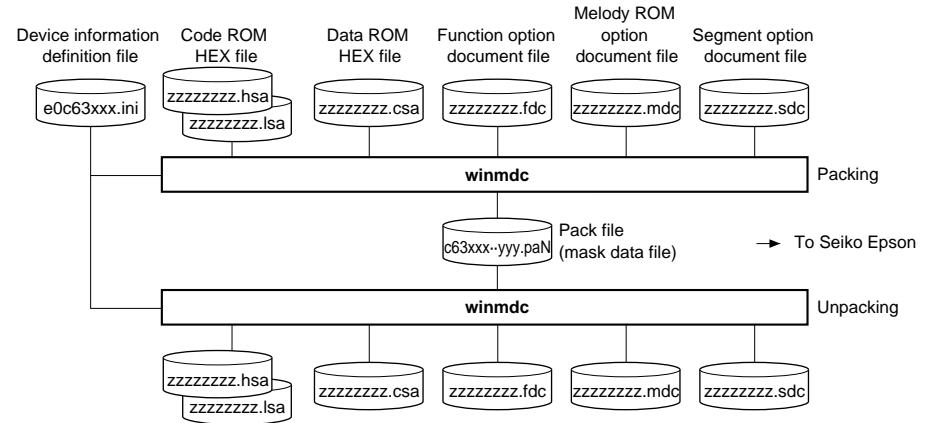 Device information
definition file
Code ROM
HEX file
Data ROM
HEX file
Function option
document file
Melody ROM
option
document file
Segment option
document file
e0c63xxx.ini
zzzzzzzz.hsa
zzzzzzzz.lsa
zzzzzzzz.csa
zzzzzzzz.fdc
zzzzzzzz.mdc
zzzzzzzz.sdc
winmdc
Packing
c63xxx··yyy.paN
Pack file
(mask data file)
To Seiko Epson
winmdc
Unpacking
zzzzzzzz.hsa
zzzzzzzz.lsa
zzzzzzzz.csa
zzzzzzzz.fdc
zzzzzzzz.mdc
zzzzzzzz.sdc